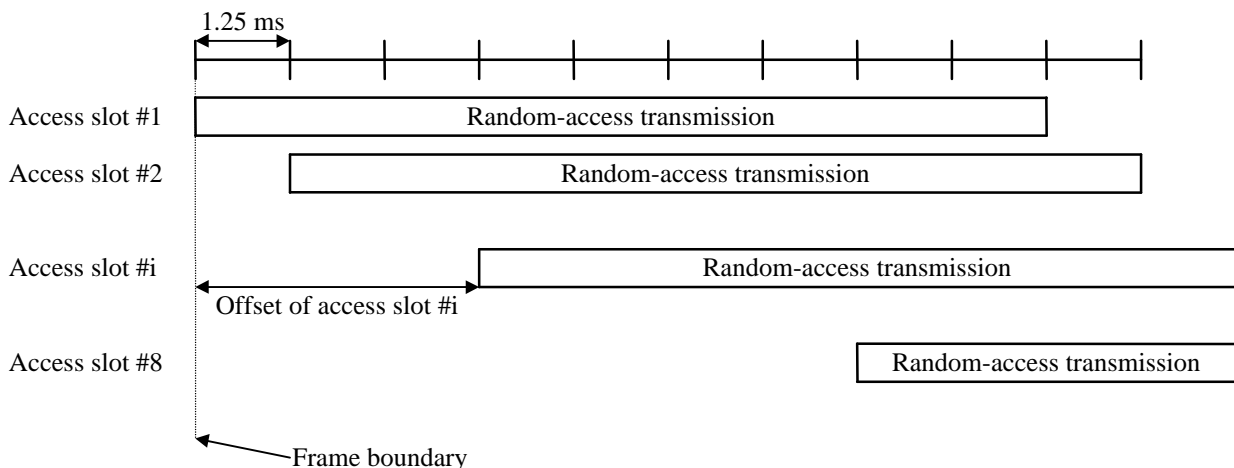 1.25 ms
Access slot #1
Random-access transmission
Access slot #2
Random-access transmission
Access slot #i
Random-access transmission
Offset of access slot #i
Access slot #8
Random-access transmission
Frame boundary